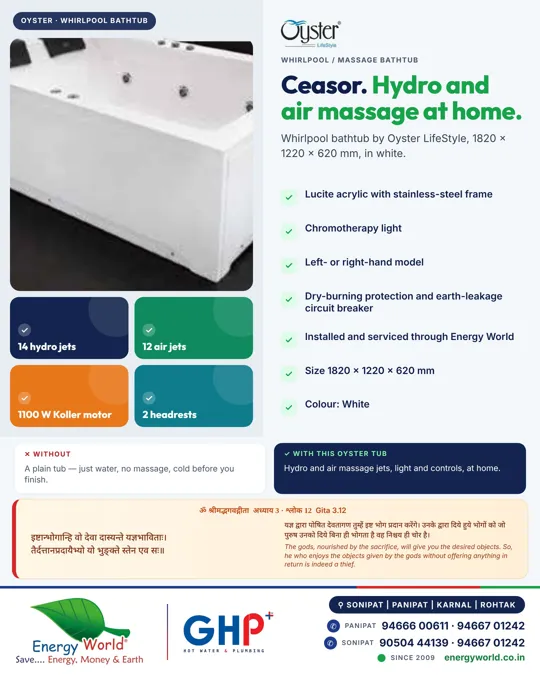 OYSTER · WHIRLPOOL BATHTUB
Oyster®
LifeStyle
WHIRLPOOL / MASSAGE BATHTUB
Ceasor. Hydro and
air massage at home.
Whirlpool bathtub by Oyster LifeStyle, 1820 ×
1220 × 620 mm, in white.
Lucite acrylic with stainless-steel frame
Chromotherapy light
Left- or right-hand model
Dry-burning protection and earth-leakage
circuit breaker
Installed and serviced through Energy World
Size 1820 × 1220 × 620 mm
Colour: White
14 hydro jets
12 air jets
1100 W Koller motor
2 headrests
✕ WITHOUT
A plain tub — just water, no massage, cold before you
finish.
✓ WITH THIS OYSTER TUB
Hydro and air massage jets, light and controls, at home.
ॐ श्रीमद्भगवद्गीता अध्याय 3 · श्लोक 12 Gita 3.12
इष्टान्भोगान्हि वो देवा दास्यन्ते यज्ञभाविताः।
तैर्दत्तानप्रदायैभ्यो यो भुङ्क्ते स्तेन एव सः॥
यज्ञ द्वारा पोषित देवतागण तुम्हें इष्ट भोग प्रदान करेंगे। उनके द्वारा दिये हुये भोगों को जो
पुरुष उनको दिये बिना ही भोगता है वह निश्चय ही चोर है।
The gods, nourished by the sacrifice, will give you the desired objects. So,
he who enjoys the objects given by the gods without offering anything in
return is indeed a thief.
Energy World®
Save.... Energy, Money & Earth
GHP+
HOT WATER & PLUMBING
SONIPAT | PANIPAT | KARNAL | ROHTAK
PANIPAT 94666 00611 · 94667 01242
SONIPAT 90504 44139 · 94667 01242
SINCE 2009 energyworld.co.in